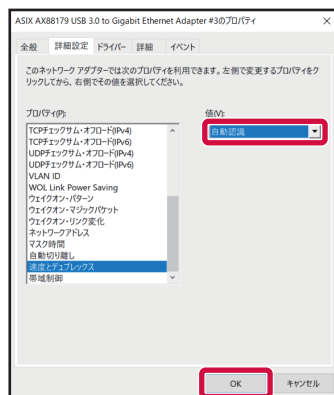 ASIX AX88179 USB 3.0 to Gigabit Ethernet Adapter #3のプロパティ
全般 詳細設定 ドライバー 詳細 イベント
このネットワーク アダプターでは次のプロパティを利用できます。左側で変更するプロパティをク
リックしてから、右側でその値を選択してください。
プロパティ(P): 値(V):
TCPチェックサム・オフロード(IPv4)
TCPチェックサム・オフロード(IPv6)
UDPチェックサム・オフロード(IPv4)
UDPチェックサム・オフロード(IPv6)
VLAN ID
WOL Link Power Saving
ウェイクオン・パターン
ウェイクオン・マジックパケット
ウェイクオン・リンク変化
ネットワークアドレス
マスク時間
自動切り離し
速度とデュプレックス
帯域制御
自動認識
OK キャンセル